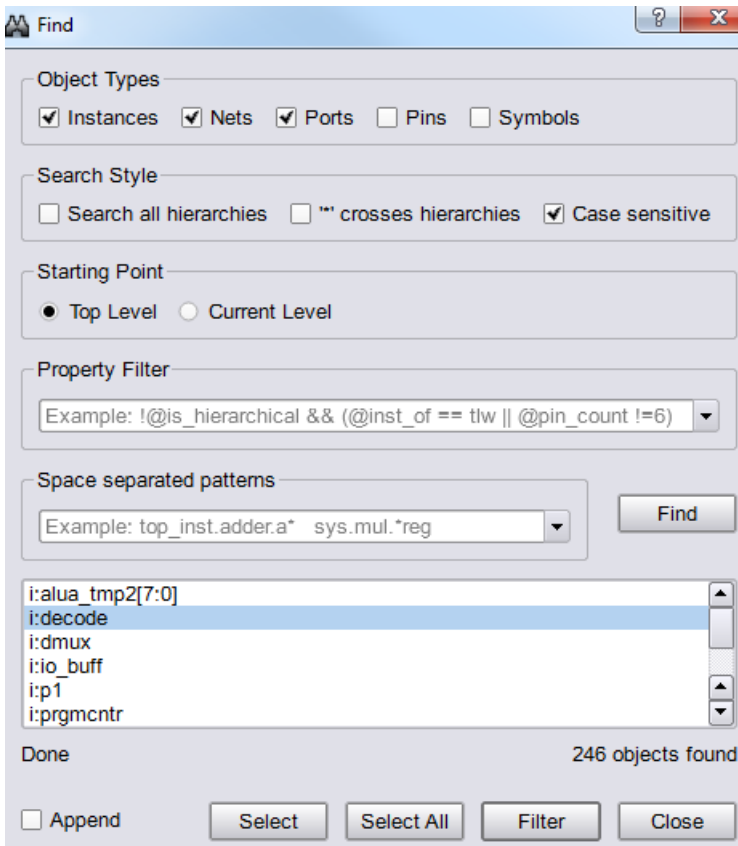 Find
Object Types
Instances Nets Ports Pins Symbols
Search Style
Search all hierarchies '*' crosses hierarchies Case sensitive
Starting Point
Top Level Current Level
Property Filter
Example: !@is_hierarchical && (@inst_of == tlw || @pin_count !=6)
Space separated patterns
Example: top_inst.adder.a* sys.mul.*reg
Find
i:alua_tmp2[7:0]
i:decode
i:dmux
i:io_buff
i:p1
i:prgmcntr
Done 246 objects found
Append Select Select All Filter Close